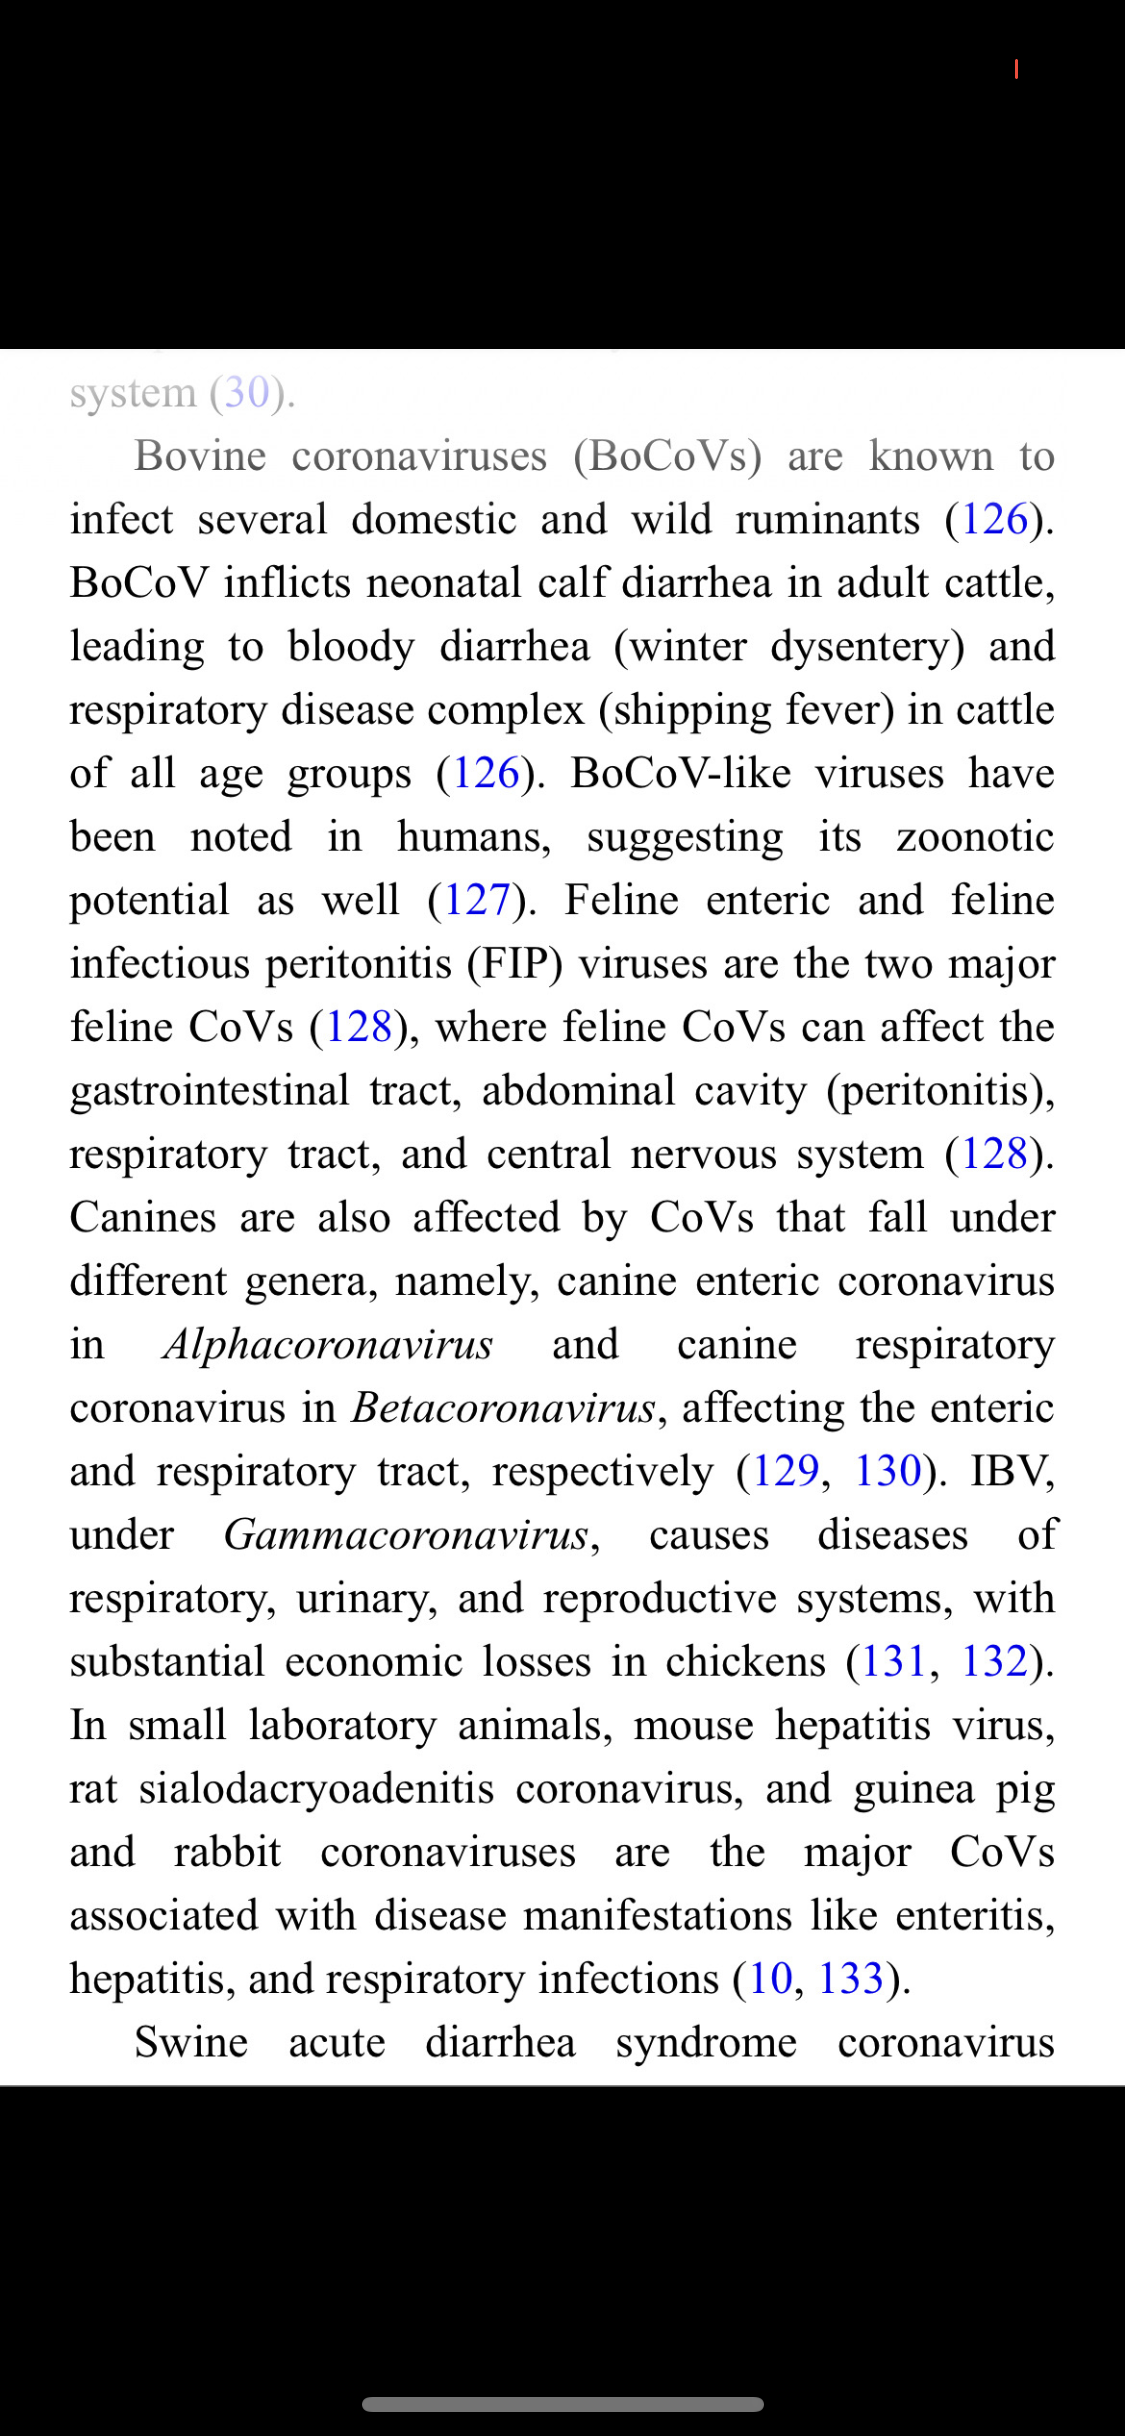 system (30).
Bovine coronaviruses (BoCoVs) are known to
infect several domestic and wild ruminants (126).
BoCoV inflicts neonatal calf diarrhea in adult cattle,
leading to bloody diarrhea (winter dysentery) and
respiratory disease complex (shipping fever) in cattle
of all age groups (126). BoCoV-like viruses have
been noted in humans, suggesting its zoonotic
potential as well (127). Feline enteric and feline
infectious peritonitis (FIP) viruses are the two major
feline CoVs (128), where feline CoVs can affect the
gastrointestinal tract, abdominal cavity (peritonitis),
respiratory tract, and central nervous system (128).
Canines are also affected by CoVs that fall under
different genera, namely, canine enteric coronavirus
in Alphacoronavirus and canine respiratory
coronavirus in Betacoronavirus, affecting the enteric
and respiratory tract, respectively (129, 130). IBV,
under Gammacoronavirus, causes diseases of
respiratory, urinary, and reproductive systems, with
substantial economic losses in chickens (131, 132).
In small laboratory animals, mouse hepatitis virus,
rat sialodacryoadenitis coronavirus, and guinea pig
and rabbit coronaviruses are the major CoVs
associated with disease manifestations like enteritis,
hepatitis, and respiratory infections (10, 133).
Swine acute diarrhea syndrome coronavirus